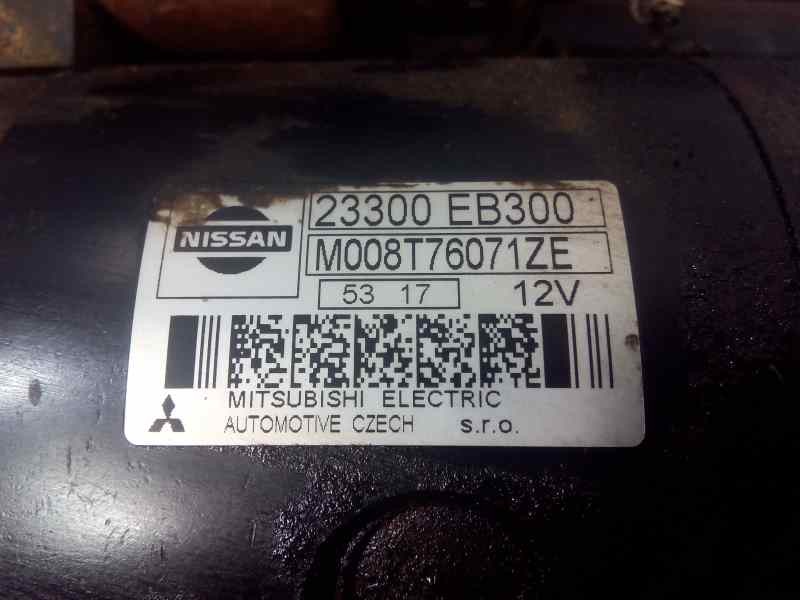 NISSAN
23300 EB300
M008T76071ZE
53 17
12V
MITSUBISHI ELECTRIC
AUTOMOTIVE CZECH s.r.o.